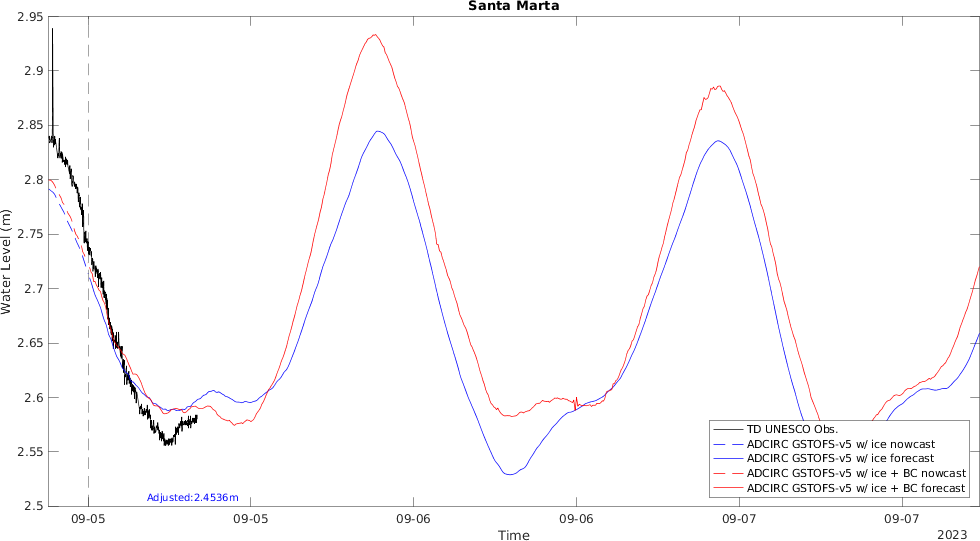 Santa Marta
2.95
2.9
2.85
2.8
2.75
2.7
2.65
2.6
2.55
2.5
Water Level (m)
TD UNESCO Obs.
ADCIRC GSTOFS-v5 w/ ice nowcast
ADCIRC GSTOFS-v5 w/ ice forecast
ADCIRC GSTOFS-v5 w/ ice + BC nowcast
ADCIRC GSTOFS-v5 w/ ice + BC forecast
Adjusted:2.4536m
09-05 09-05 09-06 09-06 09-07 09-07
Time
2023